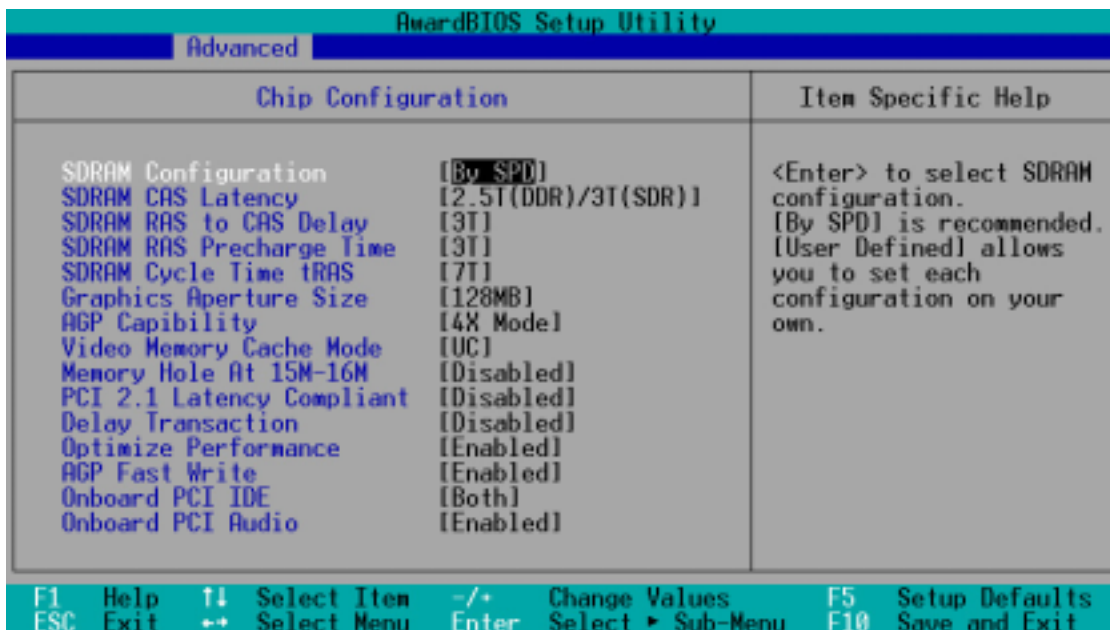 AwardBIOS Setup Utility
Advanced
Chip Configuration
Item Specific Help
SDRAM Configuration [By SPD]
SDRAM CAS Latency [2.5T(DDR)/3T(SDR)]
SDRAM RAS to CAS Delay [3T]
SDRAM RAS Precharge Time [3T]
SDRAM Cycle Time tRAS [7T]
Graphics Aperture Size [128MB]
AGP Capibility [4X Mode]
Video Memory Cache Mode [UC]
Memory Hole At 15M-16M [Disabled]
PCI 2.1 Latency Compliant [Disabled]
Delay Transaction [Disabled]
Optimize Performance [Enabled]
AGP Fast Write [Enabled]
Onboard PCI IDE [Both]
Onboard PCI Audio [Enabled]
<Enter> to select SDRAM
configuration.
[By SPD] is recommended.
[User Defined] allows
you to set each
configuration on your
own.
F1 Help ↑↓ Select Item -/+ Change Values F5 Setup Defaults
ESC Exit ←→ Select Menu Enter Select ► Sub-Menu F10 Save and Exit